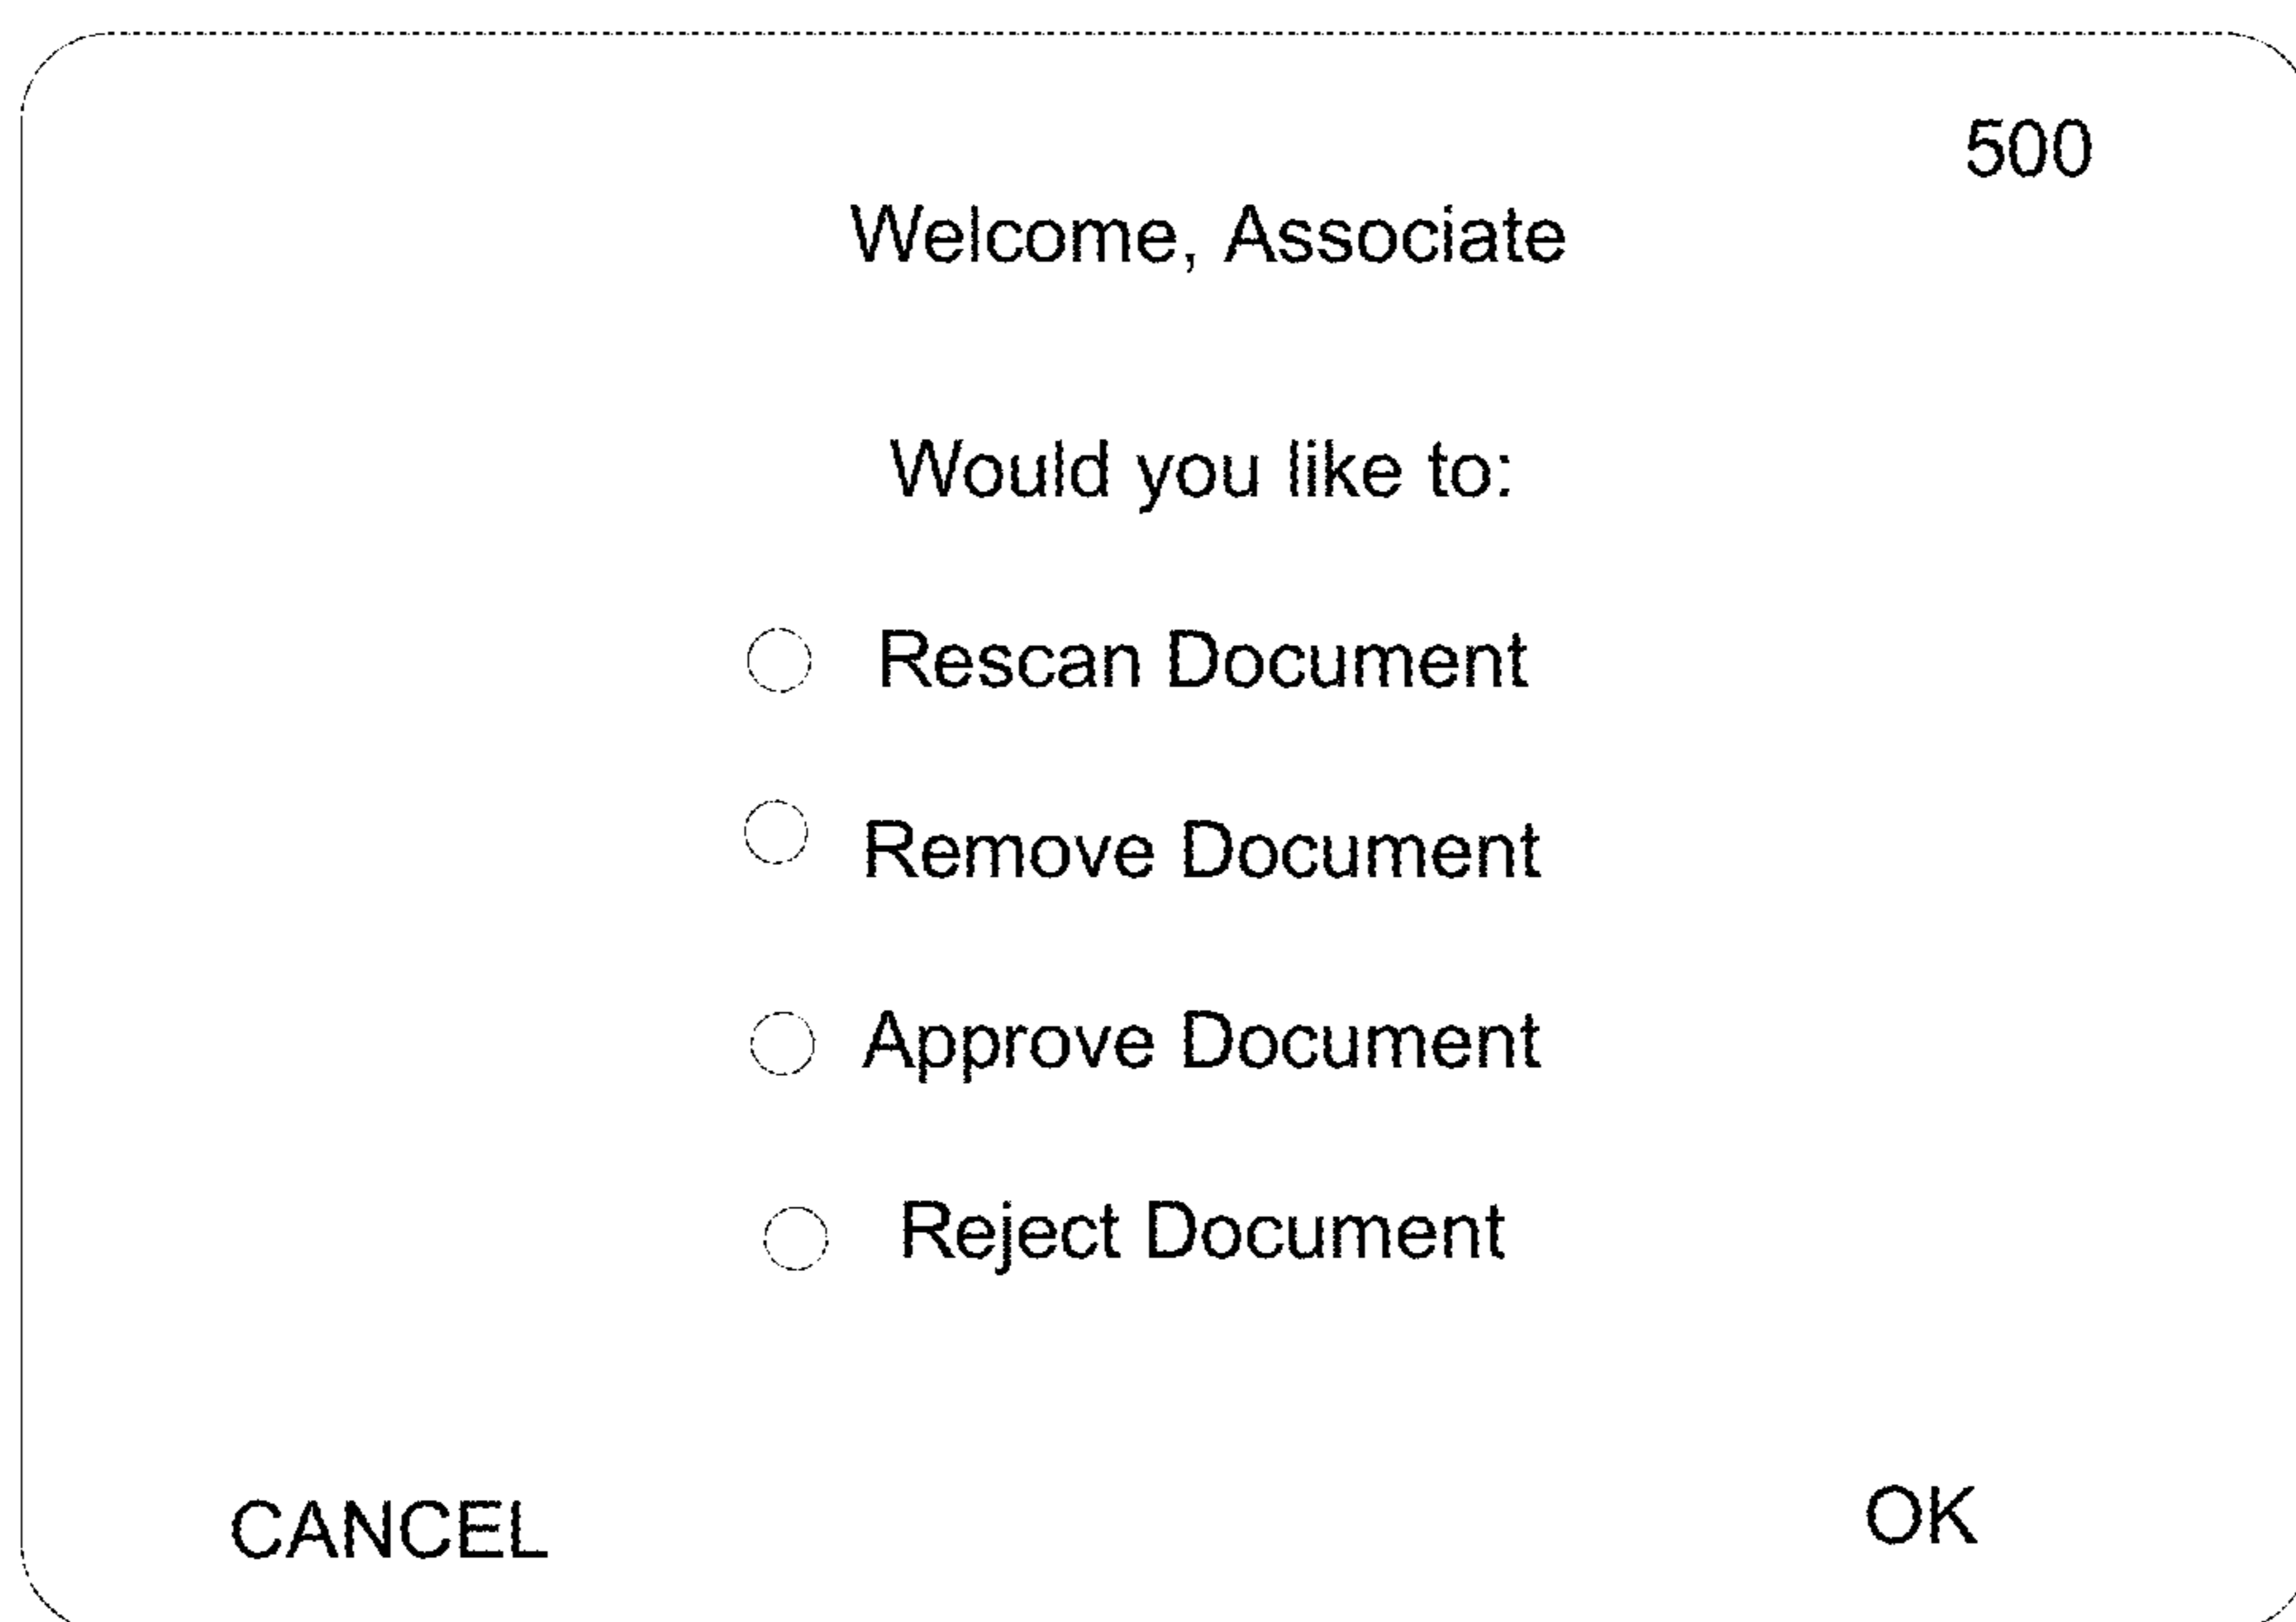 500
Welcome, Associate
Would you like to:
Rescan Document
Remove Document
Approve Document
Reject Document
CANCEL
OK